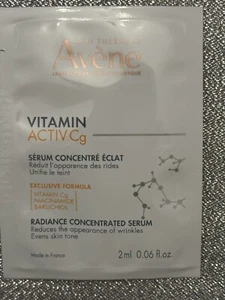 Avène
VITAMIN
ACTIV Cg
SÉRUM CONCENTRÉ ÉCLAT
Réduit l'apparence des rides
Unifie le teint
EXCLUSIVE FORMULA
VITAMIN Cg
NIACINAMIDE
BAKUCHIOL
RADIANCE CONCENTRATED SERUM
Reduces the appearance of wrinkles
Evens skin tone
Made in France
2ml 0.06 fl.oz.